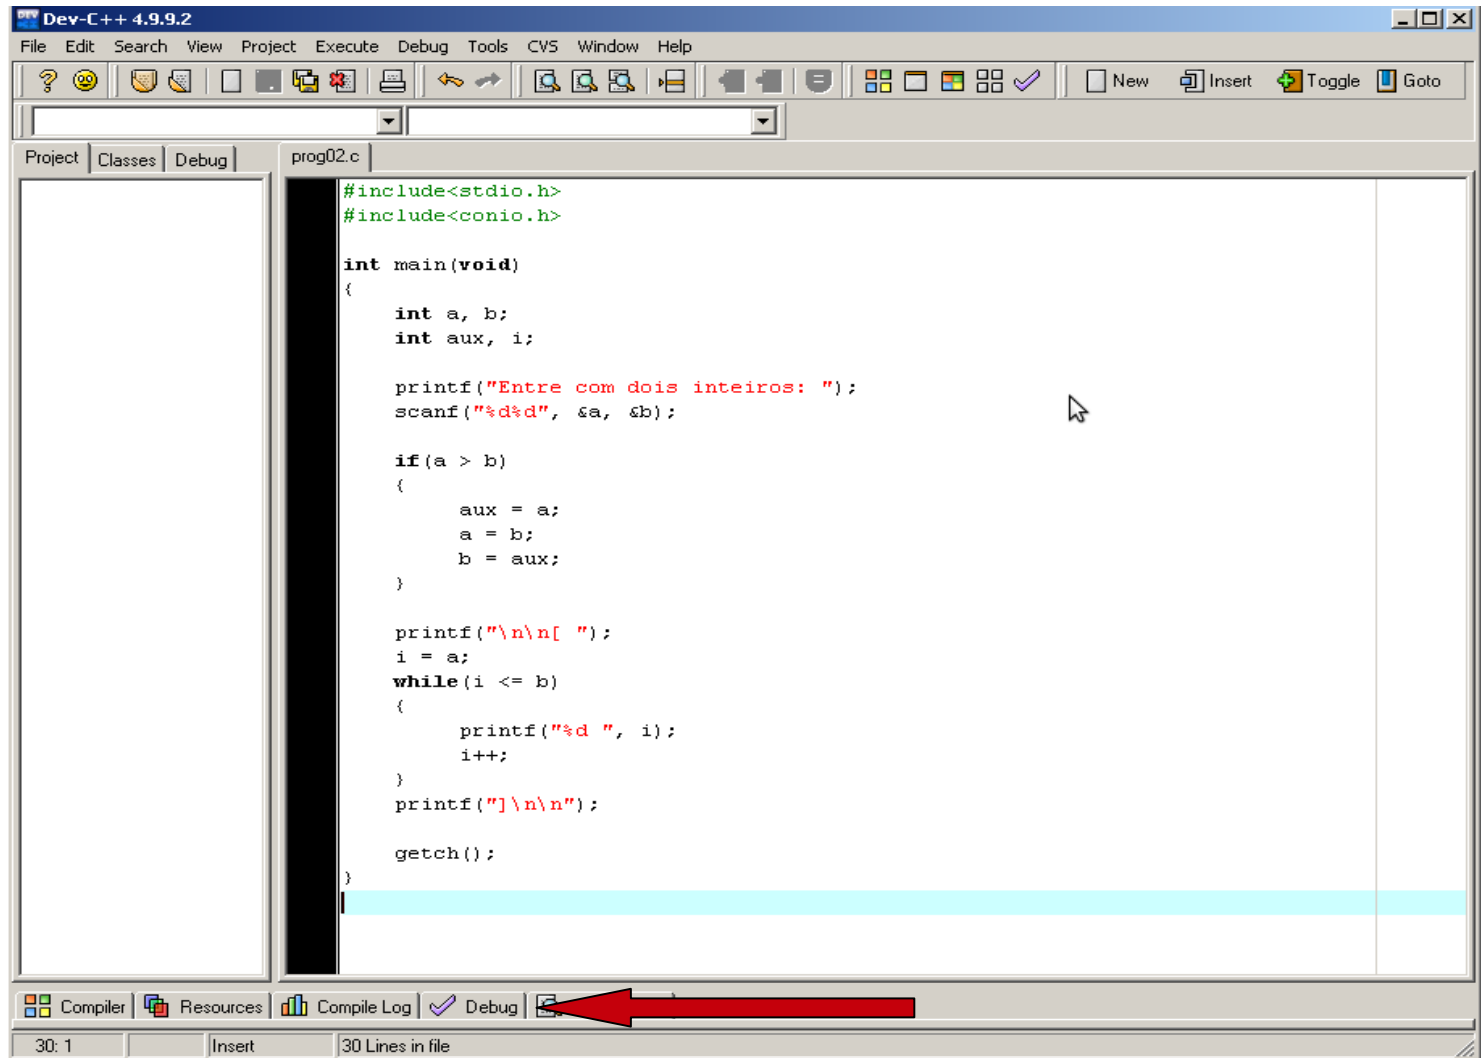 Dev-C++ 4.9.9.2
File Edit Search View Project Execute Debug Tools CVS Window Help
New Insert Toggle Goto
Project Classes Debug prog02.c
#include<stdio.h>
#include<conio.h>
int main(void)
{
int a, b;
int aux, i;
printf("Entre com dois inteiros: ");
scanf("%d%d", &a, &b);
if(a > b)
{
aux = a;
a = b;
b = aux;
}
printf("\n\n[ ");
i = a;
while(i <= b)
{
printf("%d ", i);
i++;
}
printf("]\n\n");
getch();
}
Compiler Resources Compile Log Debug
30: 1 Insert 30 Lines in file